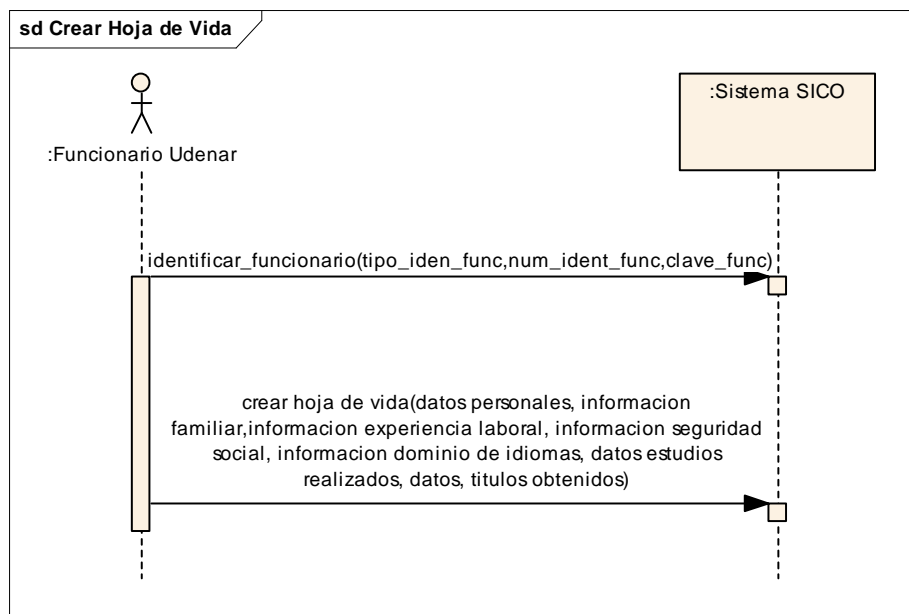 sd Crear Hoja de Vida
:Funcionario Udenar
:Sistema SICO
identificar_funcionario(tipo_iden_func,num_ident_func,clave_func)
crear hoja de vida(datos personales, informacion
familiar,informacion experiencia laboral, informacion seguridad
social, informacion dominio de idiomas, datos estudios
realizados, datos, titulos obtenidos)